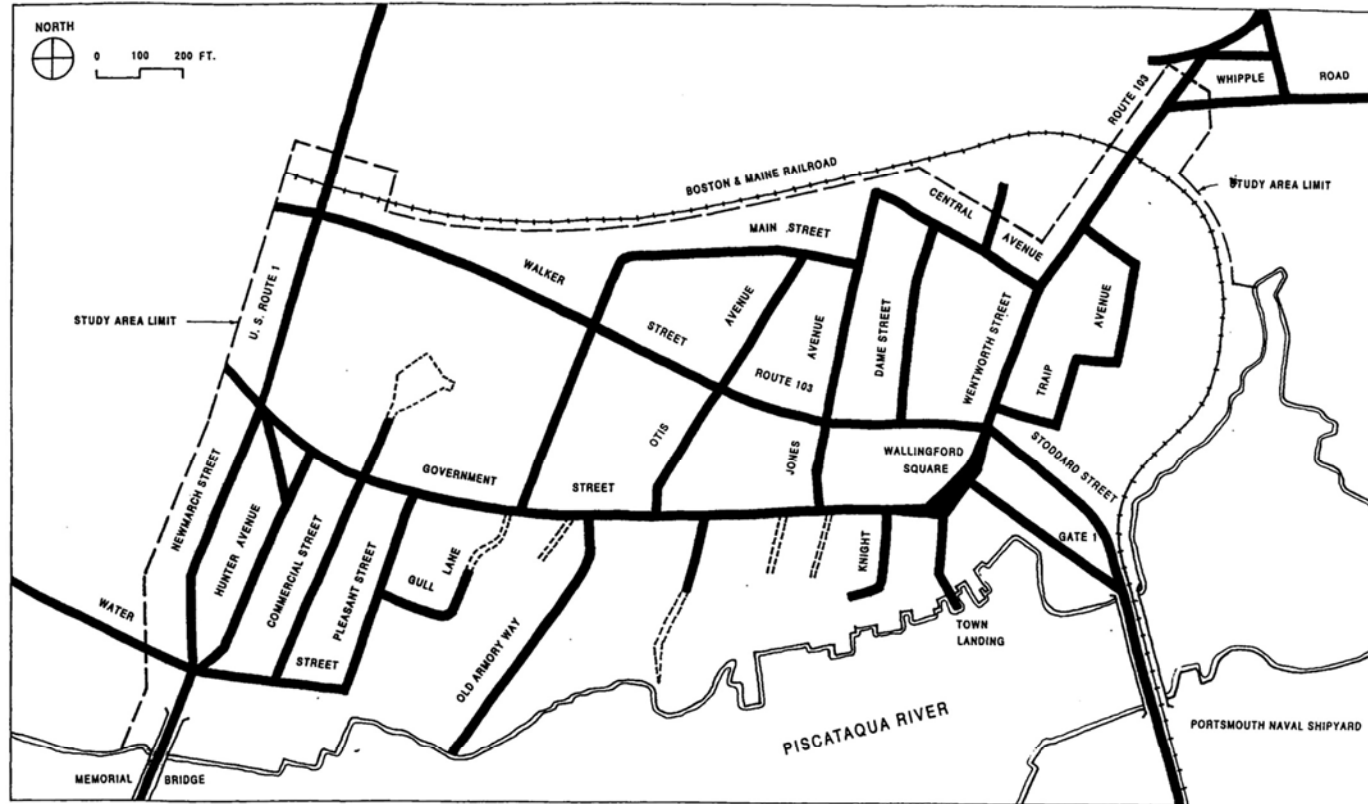 NORTH
0 100 200 FT.
WHIPPLE ROAD
ROUTE 103
BOSTON & MAINE RAILROAD
STUDY AREA LIMIT
CENTRAL AVENUE
MAIN STREET
WALKER STREET
U. S. ROUTE 1
STUDY AREA LIMIT
OTIS AVENUE
ROUTE 103
JONES AVENUE
DAME STREET
WENTWORTH STREET
TRAIP AVENUE
STODDARD STREET
WALLINGFORD
SQUARE
GOVERNMENT STREET
NEWMARCH STREET
HUNTER AVENUE
COMMERCIAL STREET
PLEASANT STREET
GULL LANE
KNIGHT
GATE 1
WATER STREET
OLD ARMORY WAY
TOWN
LANDING
PISCATAQUA RIVER
PORTSMOUTH NAVAL SHIPYARD
MEMORIAL BRIDGE